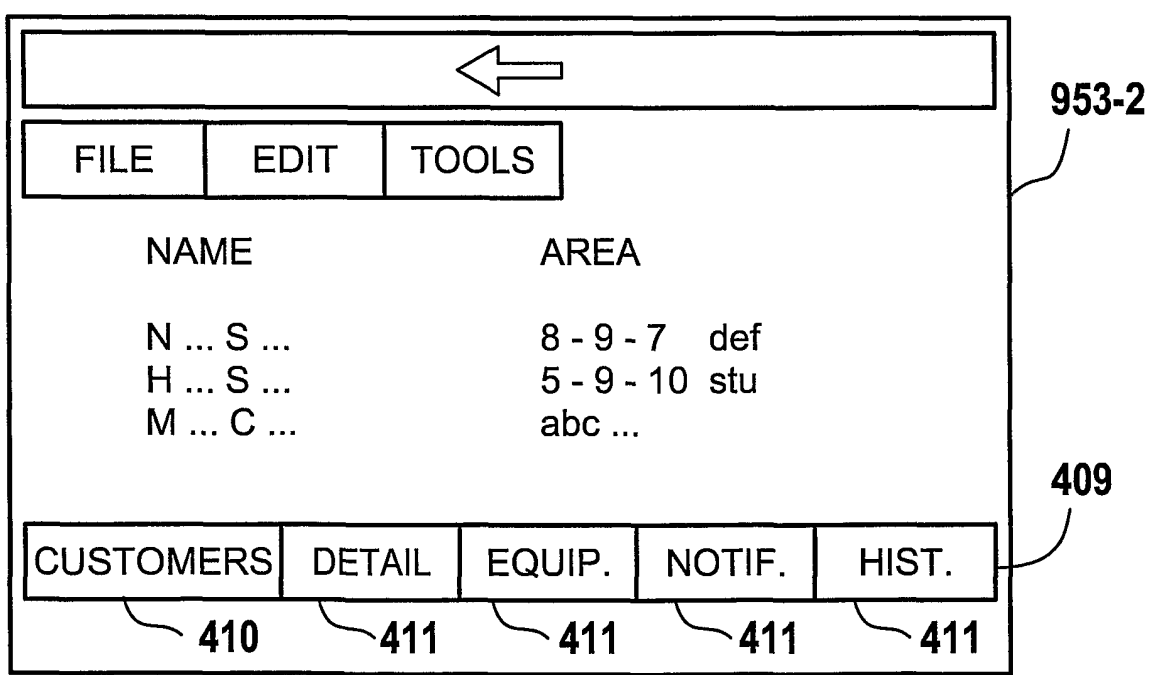 953-2
FILE EDIT TOOLS
NAME AREA
N ... S ... 8 - 9 - 7 def
H ... S ... 5 - 9 - 10 stu
M ... C ... abc ...
409
CUSTOMERS DETAIL EQUIP. NOTIF. HIST.
410 411 411 411 411